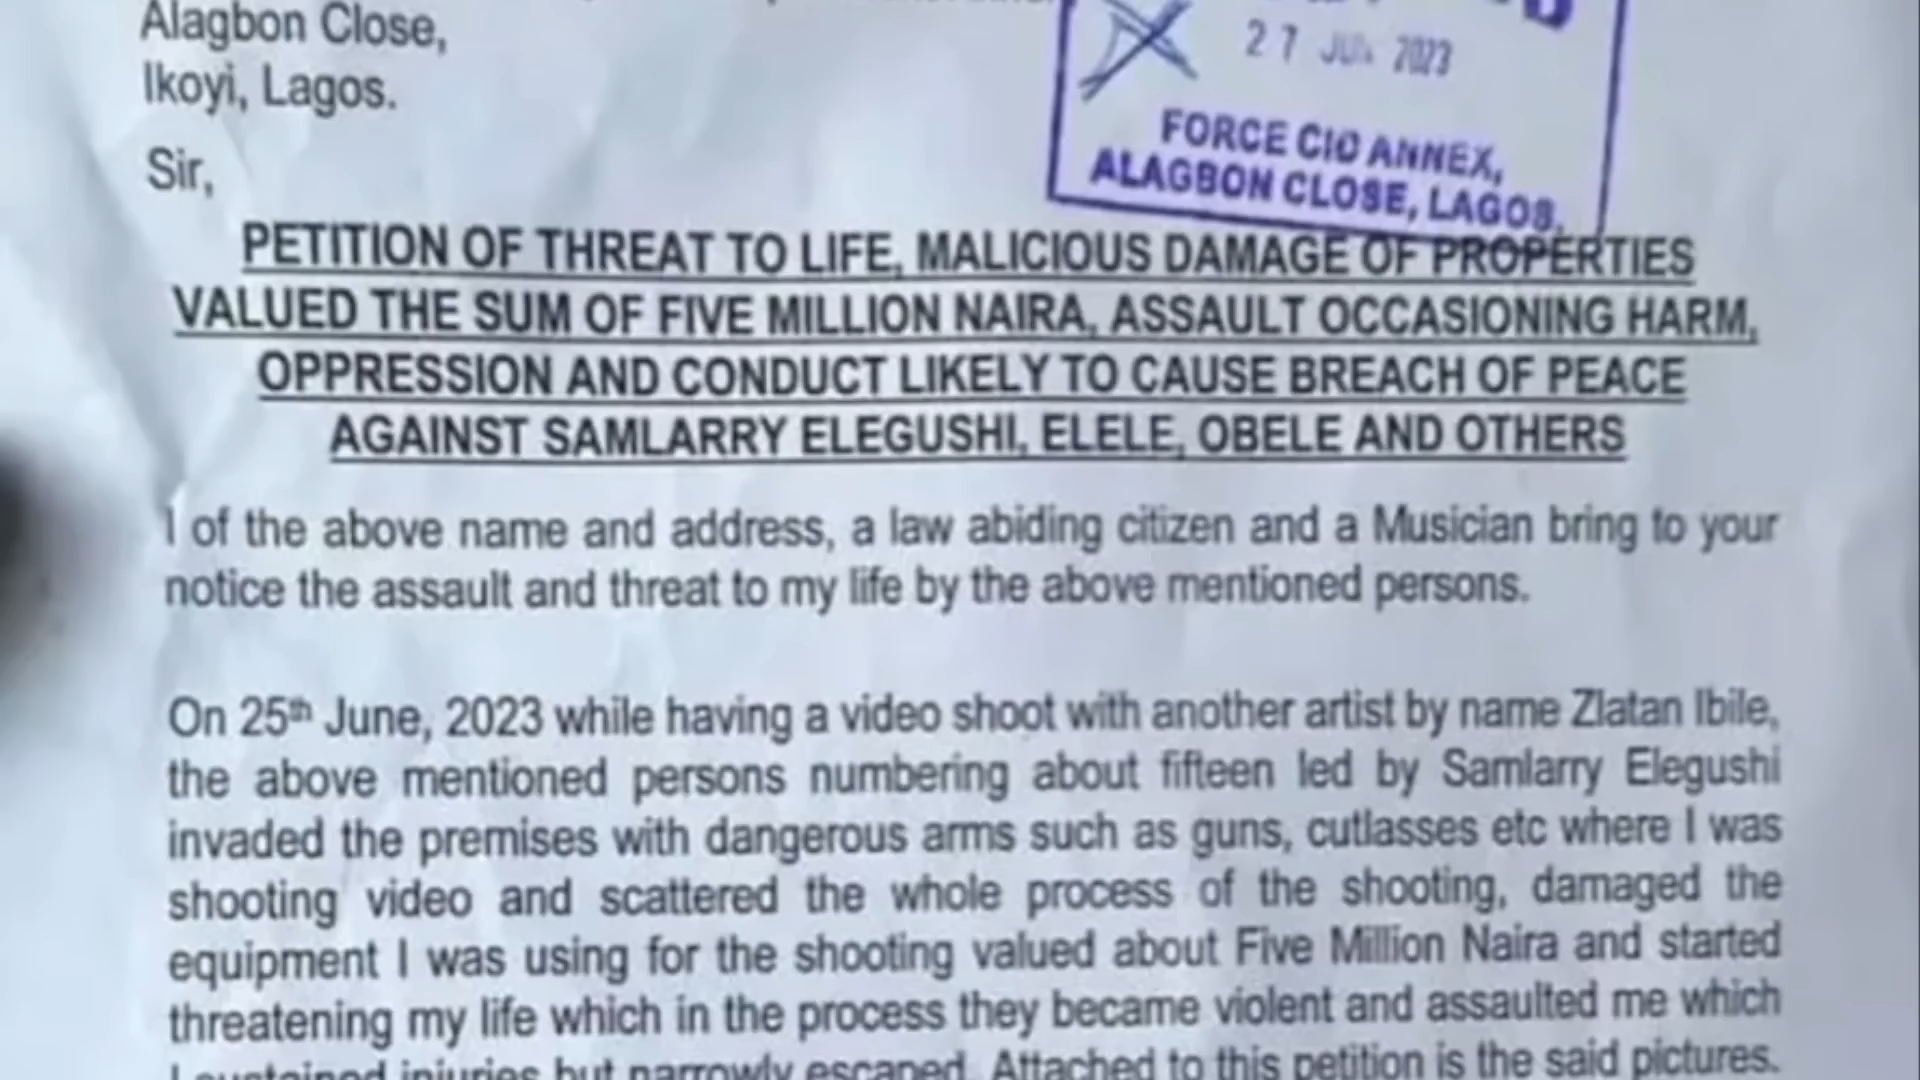 Alagbon Close,
Ikoyi, Lagos.
27 JUN 2023
FORCE CID ANNEX,
ALAGBON CLOSE, LAGOS.
Sir,
PETITION OF THREAT TO LIFE, MALICIOUS DAMAGE OF PROPERTIES
VALUED THE SUM OF FIVE MILLION NAIRA, ASSAULT OCCASIONING HARM,
OPPRESSION AND CONDUCT LIKELY TO CAUSE BREACH OF PEACE
AGAINST SAMLARRY ELEGUSHI, ELELE, OBELE AND OTHERS
I of the above name and address, a law abiding citizen and a Musician bring to your
notice the assault and threat to my life by the above mentioned persons.
On 25th June, 2023 while having a video shoot with another artist by name Zlatan Ibile,
the above mentioned persons numbering about fifteen led by Samlarry Elegushi
invaded the premises with dangerous arms such as guns, cutlasses etc where I was
shooting video and scattered the whole process of the shooting, damaged the
equipment I was using for the shooting valued about Five Million Naira and started
threatening my life which in the process they became violent and assaulted me which
I sustained injuries but narrowly escaped. Attached to this petition is the said pictures.